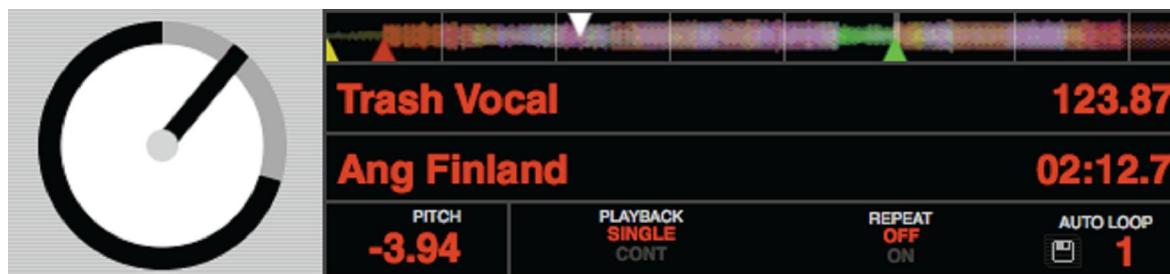 Trash Vocal 123.87
Ang Finland 02:12.7
PITCH PLAYBACK REPEAT AUTO LOOP
-3.94 SINGLE OFF 1
CONT ON